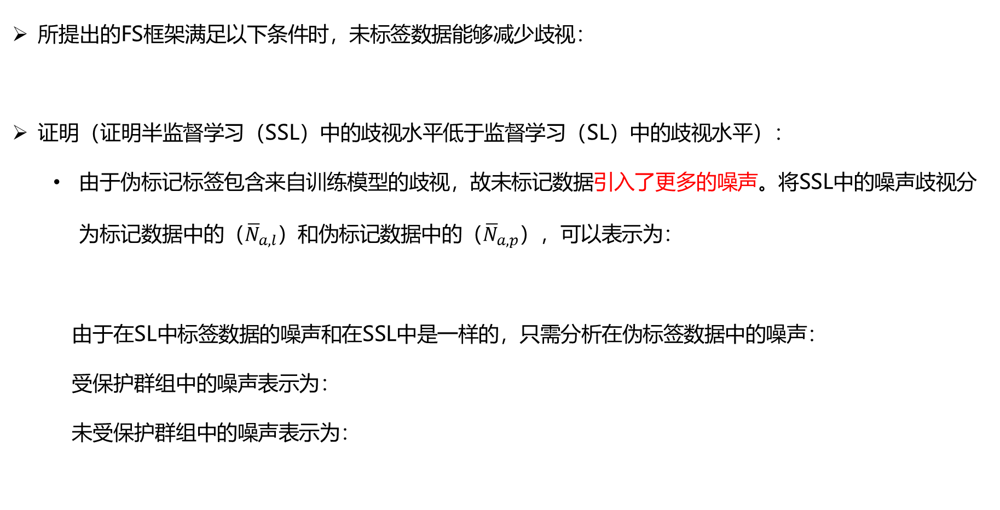 ➢ 所提出的FS框架满足以下条件时，未标签数据能够减少歧视：
➢ 证明（证明半监督学习（SSL）中的歧视水平低于监督学习（SL）中的歧视水平）：
• 由于伪标记标签包含来自训练模型的歧视，故未标记数据引入了更多的噪声。将SSL中的噪声歧视分
为标记数据中的（N̅ₐ,ₗ）和伪标记数据中的（N̅ₐ,ₚ），可以表示为：
由于在SL中标签数据的噪声和在SSL中是一样的，只需分析在伪标签数据中的噪声：
受保护群组中的噪声表示为：
未受保护群组中的噪声表示为：